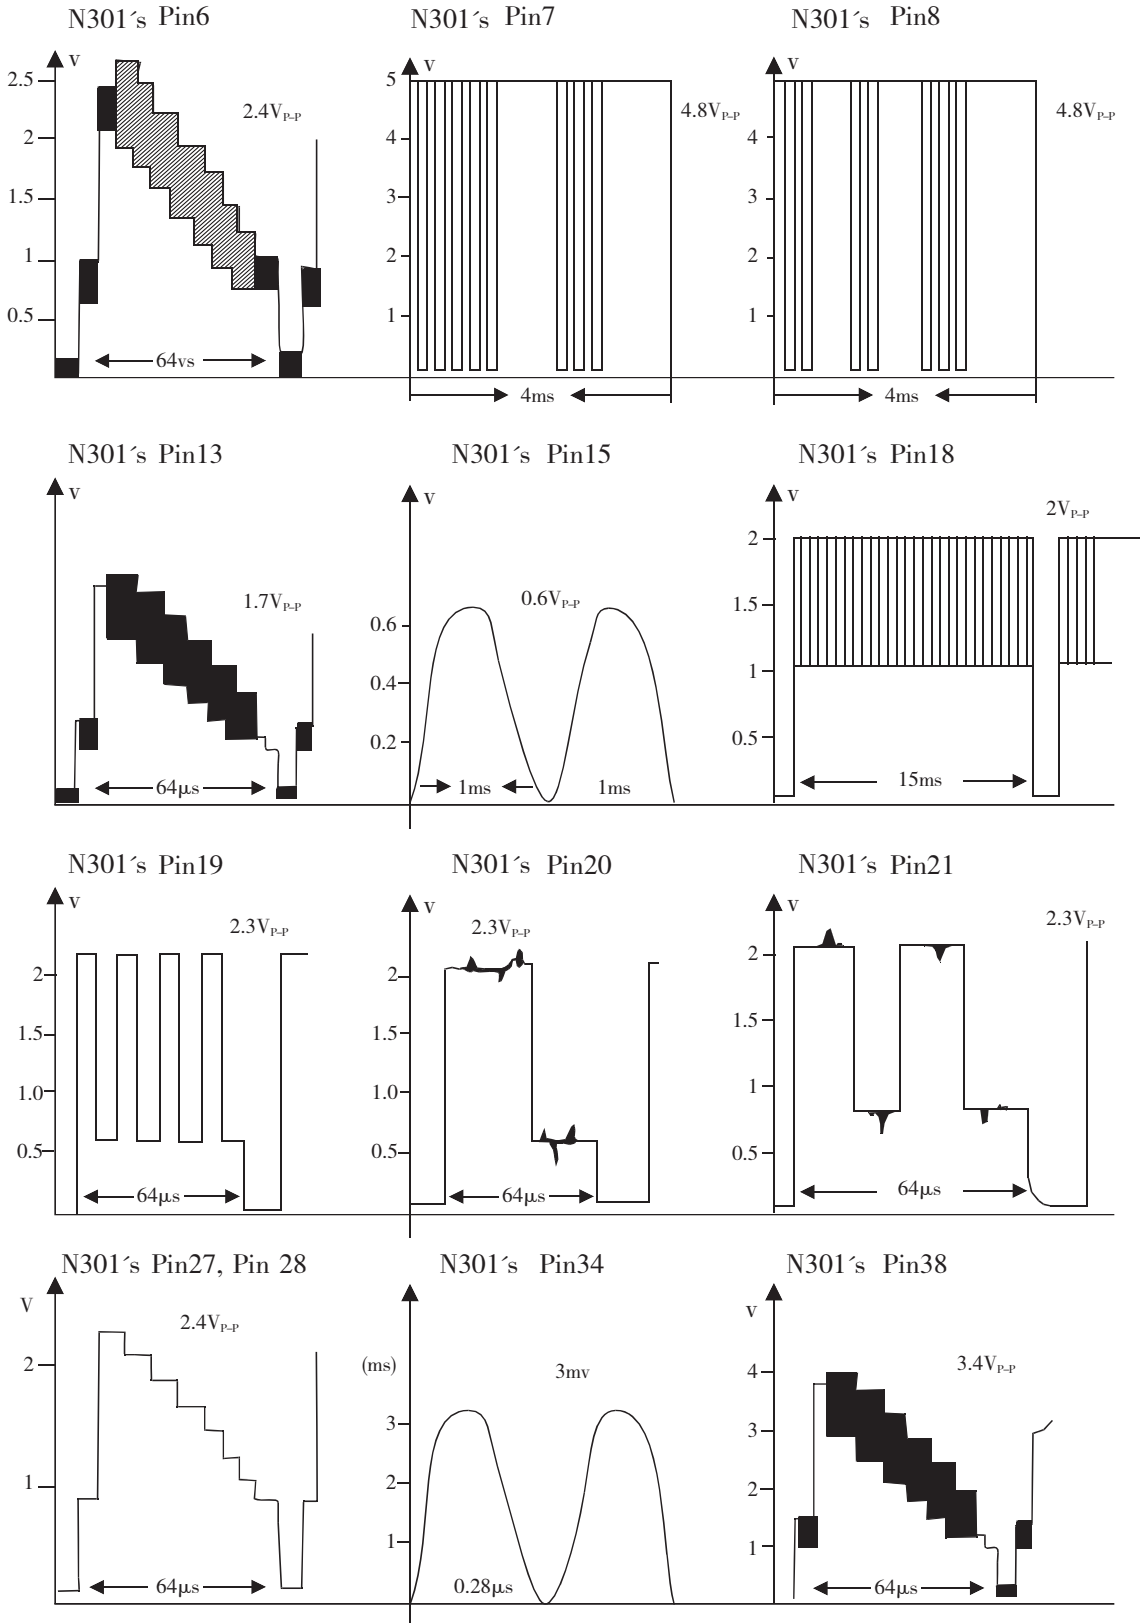 N301´s Pin6
N301´s Pin7
N301´s Pin8
v
2.5
2
1.5
1
0.5
2.4VP-P
64vs
v
5
4
3
2
1
4.8VP-P
4ms
v
4
3
2
1
4.8VP-P
4ms
N301´s Pin13
N301´s Pin15
N301´s Pin18
v
1.7VP-P
64μs
v
0.6
0.4
0.2
0.6VP-P
1ms
1ms
v
2
1.5
1
0.5
2VP-P
15ms
N301´s Pin19
N301´s Pin20
N301´s Pin21
v
2
1.5
1.0
0.5
2.3VP-P
64μs
v
2
1.5
1.0
0.5
2.3VP-P
64μs
v
2
1.5
1
0.5
2.3VP-P
64μs
N301´s Pin27, Pin 28
N301´s Pin34
N301´s Pin38
V
2
1
2.4VP-P
64μs
(ms)
3
2
1
3mv
0.28μs
v
4
3
2
1
3.4VP-P
64μs